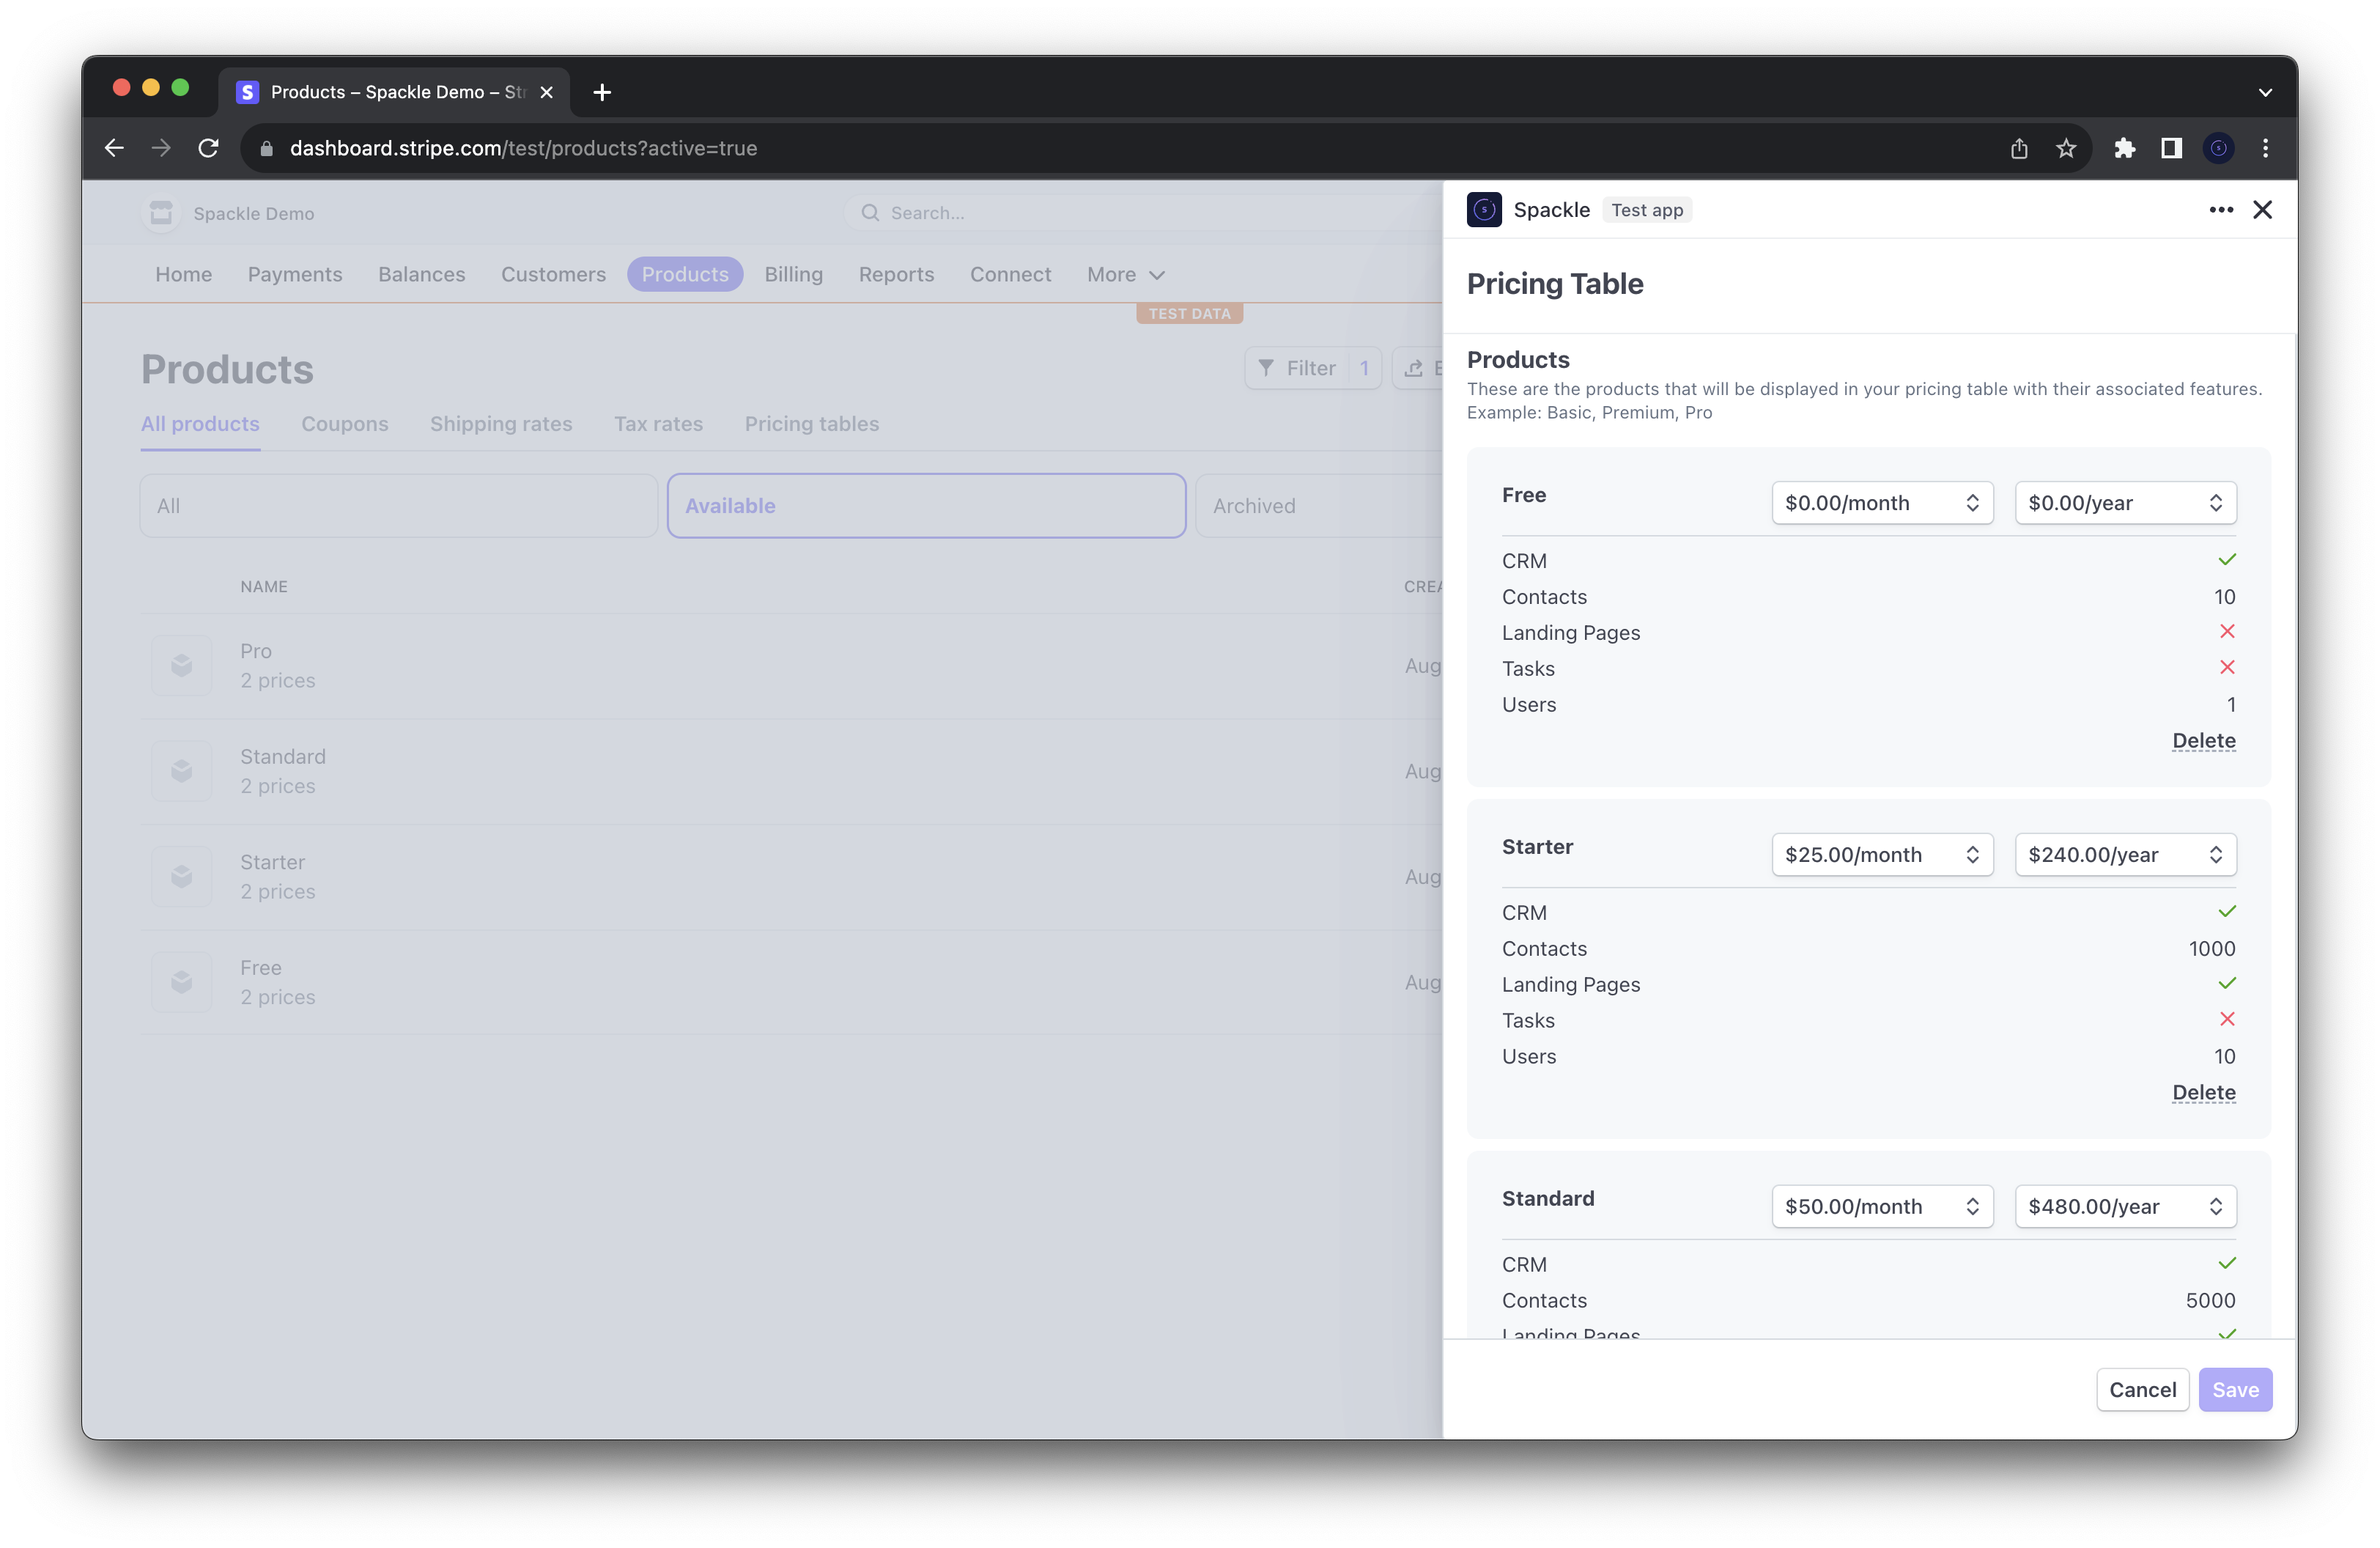 Products – Spackle Demo – Str
dashboard.stripe.com/test/products?active=true
Spackle Demo
Search...
Home Payments Balances Customers Products Billing Reports Connect More
TEST DATA
Products
Filter 1
All products Coupons Shipping rates Tax rates Pricing tables
All
Available
Archived
NAME
Pro
2 prices
Aug
Standard
2 prices
Aug
Starter
2 prices
Aug
Free
2 prices
Aug
Spackle Test app
Pricing Table
Products
These are the products that will be displayed in your pricing table with their associated features.
Example: Basic, Premium, Pro
Free $0.00/month $0.00/year
CRM
Contacts 10
Landing Pages
Tasks
Users 1
Delete
Starter $25.00/month $240.00/year
CRM
Contacts 1000
Landing Pages
Tasks
Users 10
Delete
Standard $50.00/month $480.00/year
CRM
Contacts 5000
Landing Pages
Cancel Save